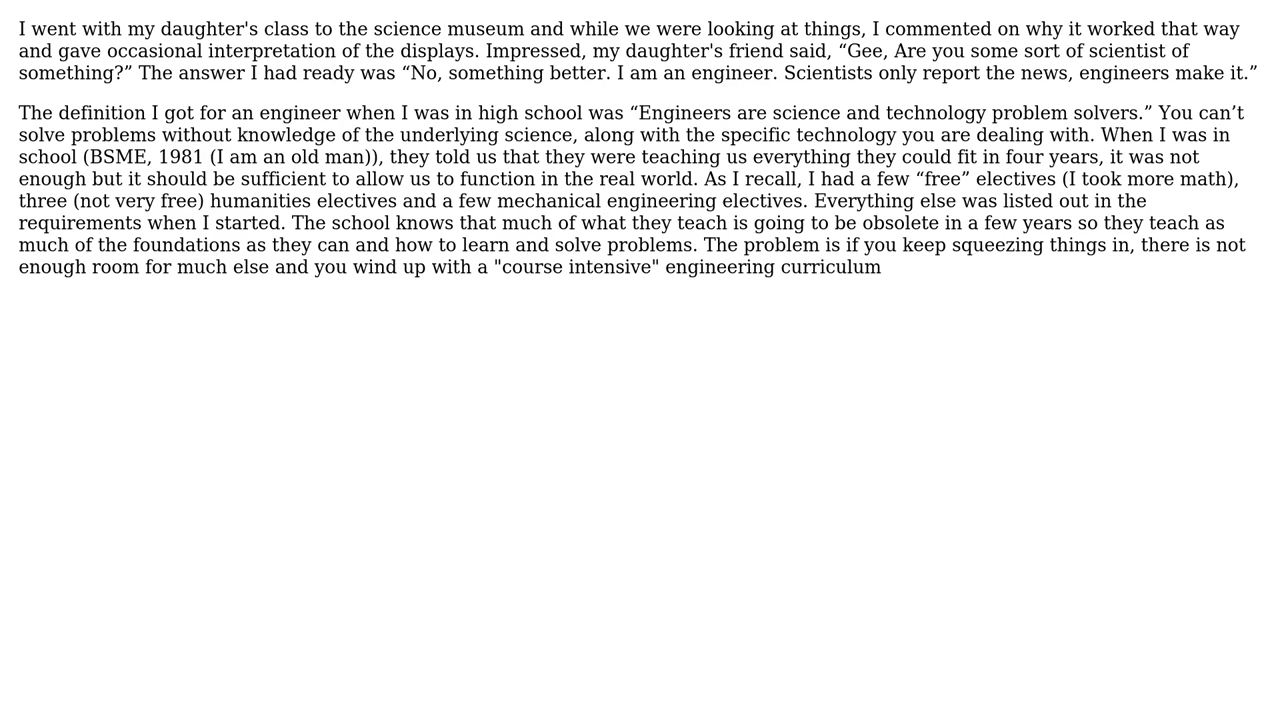 I went with my daughter's class to the science museum and while we were looking at things, I commented on why it worked that way
and gave occasional interpretation of the displays. Impressed, my daughter's friend said, “Gee, Are you some sort of scientist of
something?” The answer I had ready was “No, something better. I am an engineer. Scientists only report the news, engineers make it.”
The definition I got for an engineer when I was in high school was “Engineers are science and technology problem solvers.” You can’t
solve problems without knowledge of the underlying science, along with the specific technology you are dealing with. When I was in
school (BSME, 1981 (I am an old man)), they told us that they were teaching us everything they could fit in four years, it was not
enough but it should be sufficient to allow us to function in the real world. As I recall, I had a few “free” electives (I took more math),
three (not very free) humanities electives and a few mechanical engineering electives. Everything else was listed out in the
requirements when I started. The school knows that much of what they teach is going to be obsolete in a few years so they teach as
much of the foundations as they can and how to learn and solve problems. The problem is if you keep squeezing things in, there is not
enough room for much else and you wind up with a "course intensive" engineering curriculum